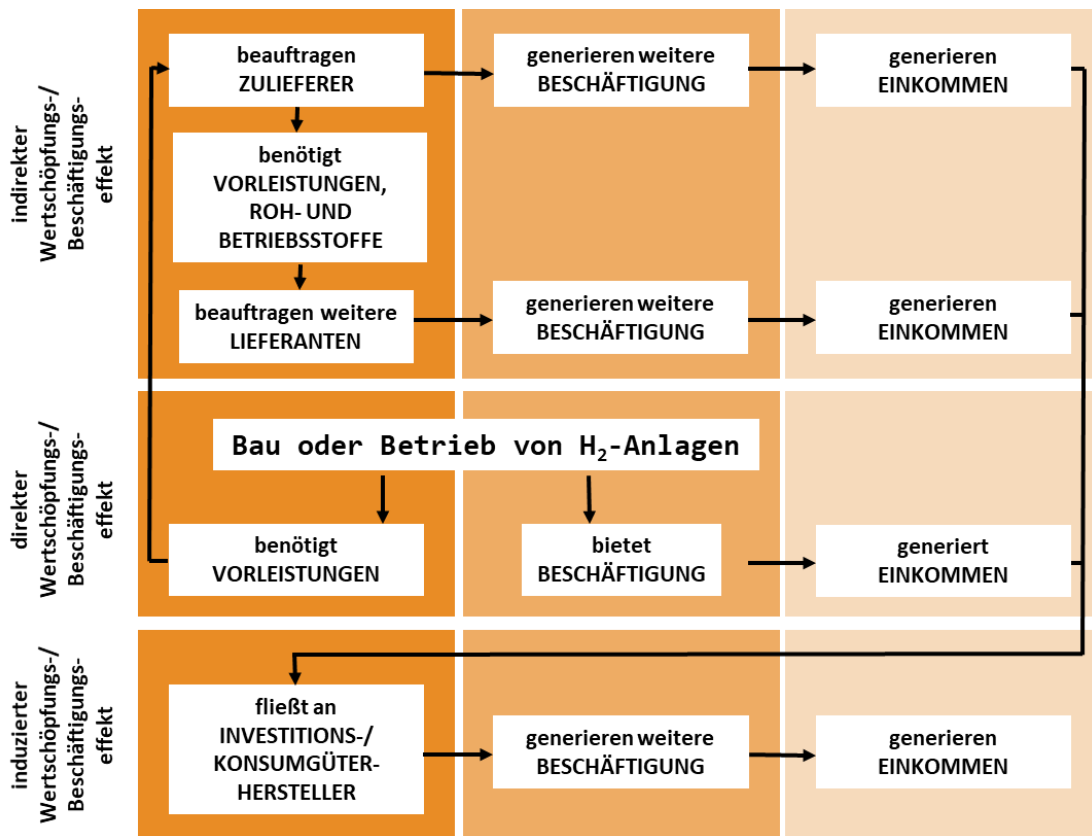 indirekter
Wertschöpfungs-/
Beschäftigungs-
effekt
beauftragen
ZULIEFERER
generieren weitere
BESCHÄFTIGUNG
generieren
EINKOMMEN
benötigt
VORLEISTUNGEN,
ROH- UND
BETRIEBSSTOFFE
beauftragen weitere
LIEFERANTEN
generieren weitere
BESCHÄFTIGUNG
generieren
EINKOMMEN
direkter
Wertschöpfungs-/
Beschäftigungs-
effekt
Bau oder Betrieb von H₂-Anlagen
benötigt
VORLEISTUNGEN
bietet
BESCHÄFTIGUNG
generiert
EINKOMMEN
induzierter
Wertschöpfungs-/
Beschäftigungs-
effekt
fließt an
INVESTITIONS-/
KONSUMGÜTER-
HERSTELLER
generieren weitere
BESCHÄFTIGUNG
generieren
EINKOMMEN